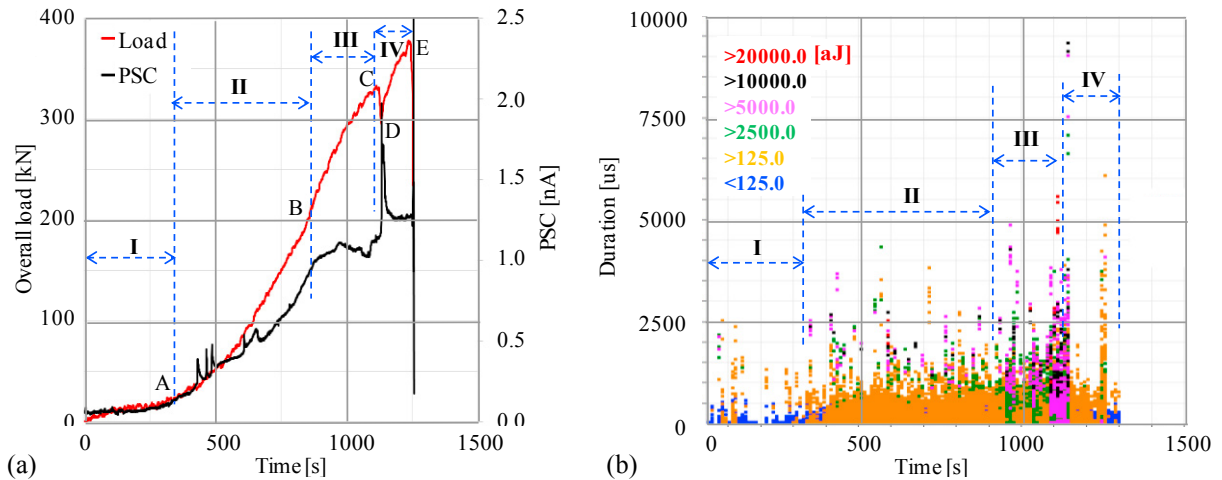 400
300
200
100
0
Overall load [kN]
Load
PSC
I
II
III
IV
A
B
C
D
E
2.5
2.0
1.5
1.0
0.5
0.0
PSC [nA]
0
500
1000
1500
Time [s]
(a)
10000
7500
5000
2500
0
Duration [us]
>20000.0 [aJ]
>10000.0
>5000.0
>2500.0
>125.0
<125.0
I
II
III
IV
0
500
1000
1500
Time [s]
(b)